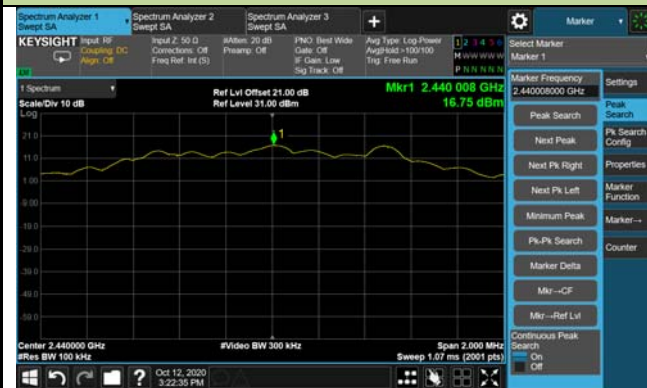 Spectrum Analyzer 1
Swept SA
Spectrum Analyzer 2
Swept SA
Spectrum Analyzer 3
Swept SA
+
Marker
KEYSIGHT
Input: RF
Coupling: DC
Align: Off
Input Z: 50 Ω
Corrections: Off
Freq Ref: Int (S)
#Atten: 20 dB
Preamp: Off
PNO: Best Wide
Gate: Off
IF Gain: Low
Sig Track: Off
Avg Type: Log-Power
Avg|Hold:>100/100
Trig: Free Run
1 2 3 4 5 6
M W W W W W
P N N N N N
Select Marker
Marker 1
1 Spectrum
Scale/Div 10 dB
Log
Ref Lvl Offset 21.00 dB
Ref Level 31.00 dBm
Mkr1 2.440 008 GHz
16.75 dBm
1
21.0
11.0
1.00
-9.00
-19.0
-29.0
-39.0
-49.0
-59.0
Center 2.440000 GHz
#Res BW 100 kHz
#Video BW 300 kHz
Span 2.000 MHz
Sweep 1.07 ms (2001 pts)
Marker Frequency
2.440008000 GHz
Peak Search
Next Peak
Next Pk Right
Next Pk Left
Minimum Peak
Pk-Pk Search
Marker Delta
Mkr→CF
Mkr→Ref Lvl
Continuous Peak
Search
On
Off
Settings
Peak
Search
Pk Search
Config
Properties
Marker
Function
Marker→
Counter
?
Oct 12, 2020
3:22:35 PM